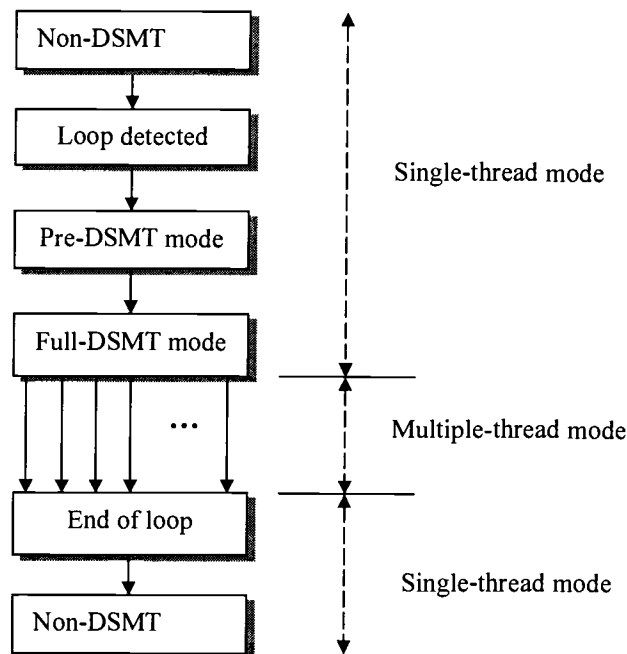 Non-DSMT
Loop detected
Single-thread mode
Pre-DSMT mode
Full-DSMT mode
...
Multiple-thread mode
End of loop
Single-thread mode
Non-DSMT